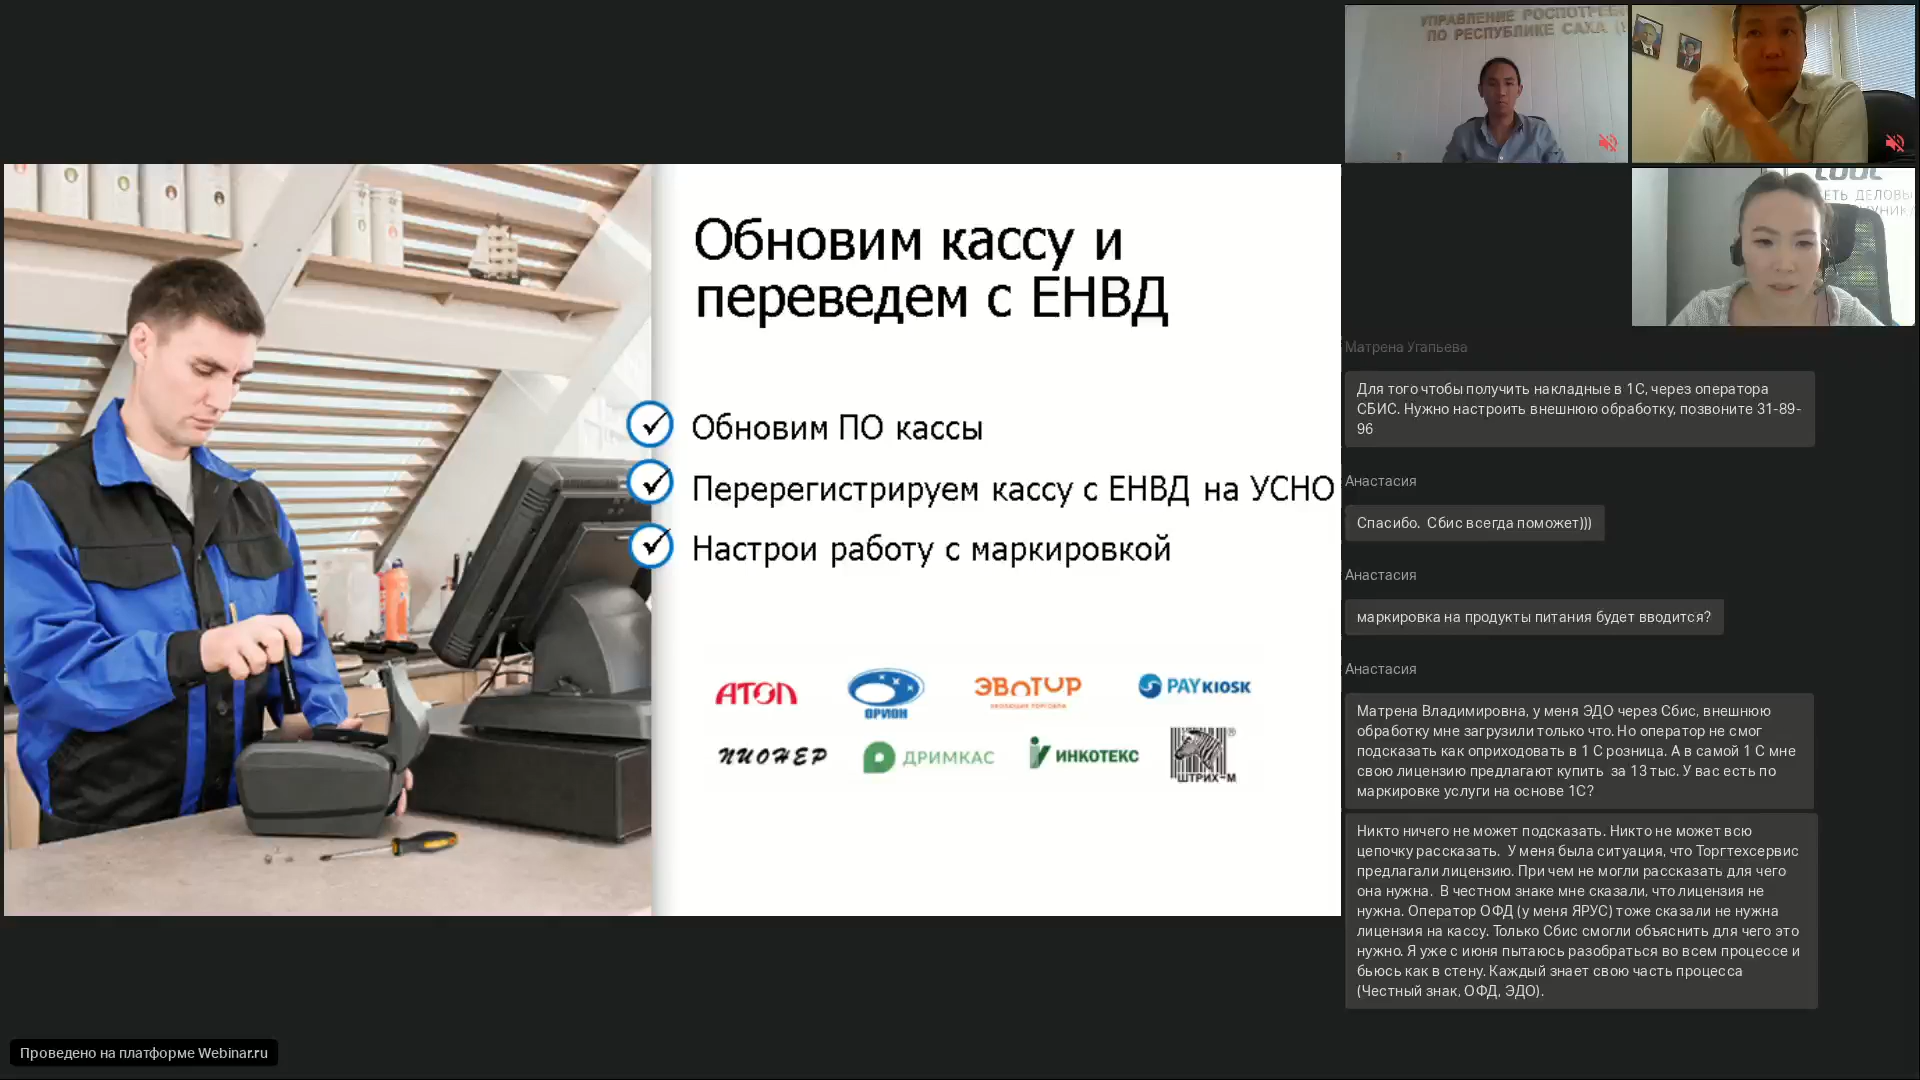 Обновим кассу и
переведем с ЕНВД
Обновим ПО кассы
Перерегистрируем кассу с ЕНВД на УСНО
Настрои работу с маркировкой
АТОЛ
ОРИОН
ЭВОТОР
PAYKIOSK
ПИОНЕР
ДРИМКАС
ИНКОТЕКС
ШТРИХ-М
Проведено на платформе Webinar.ru
УПРАВЛЕНИЕ РОСПОТРЕБ
ПО РЕСПУБЛИКЕ САХА (
ЕТЬ ДЕЛОВЫ
Матрена Угапьева
Для того чтобы получить накладные в 1С, через оператора
СБИС. Нужно настроить внешнюю обработку, позвоните 31-89-
96
Анастасия
Спасибо. Сбис всегда поможет)))
Анастасия
маркировка на продукты питания будет вводится?
Анастасия
Матрена Владимировна, у меня ЭДО через Сбис, внешнюю
обработку мне загрузили только что. Но оператор не смог
подсказать как оприходовать в 1 С розница. А в самой 1 С мне
свою лицензию предлагают купить за 13 тыс. У вас есть по
маркировке услуги на основе 1С?
Никто ничего не может подсказать. Никто не может всю
цепочку рассказать. У меня была ситуация, что Торгтехсервис
предлагали лицензию. При чем не могли рассказать для чего
она нужна. В честном знаке мне сказали, что лицензия не
нужна. Оператор ОФД (у меня ЯРУС) тоже сказали не нужна
лицензия на кассу. Только Сбис смогли объяснить для чего это
нужно. Я уже с июня пытаюсь разобраться во всем процессе и
бьюсь как в стену. Каждый знает свою часть процесса
(Честный знак, ОФД, ЭДО).